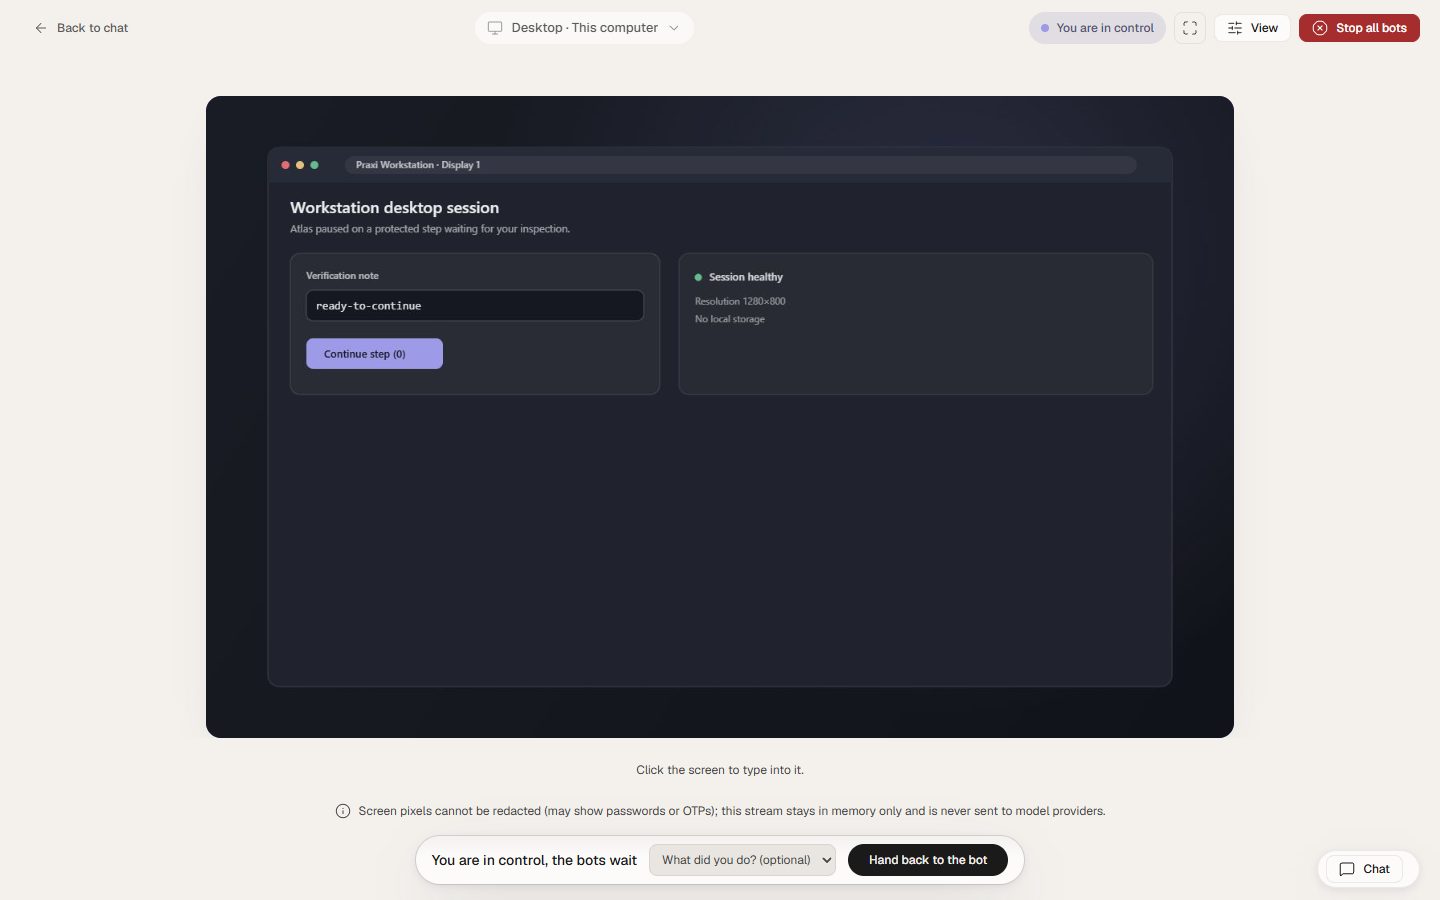 Back to chat
Desktop · This computer
You are in control
View
Stop all bots
Praxi Workstation · Display 1
Workstation desktop session
Atlas paused on a protected step waiting for your inspection.
Verification note
ready-to-continue
Continue step (0)
Session healthy
Resolution 1280×800
No local storage
Click the screen to type into it.
Screen pixels cannot be redacted (may show passwords or OTPs); this stream stays in memory only and is never sent to model providers.
You are in control, the bots wait
What did you do? (optional)
Hand back to the bot
Chat